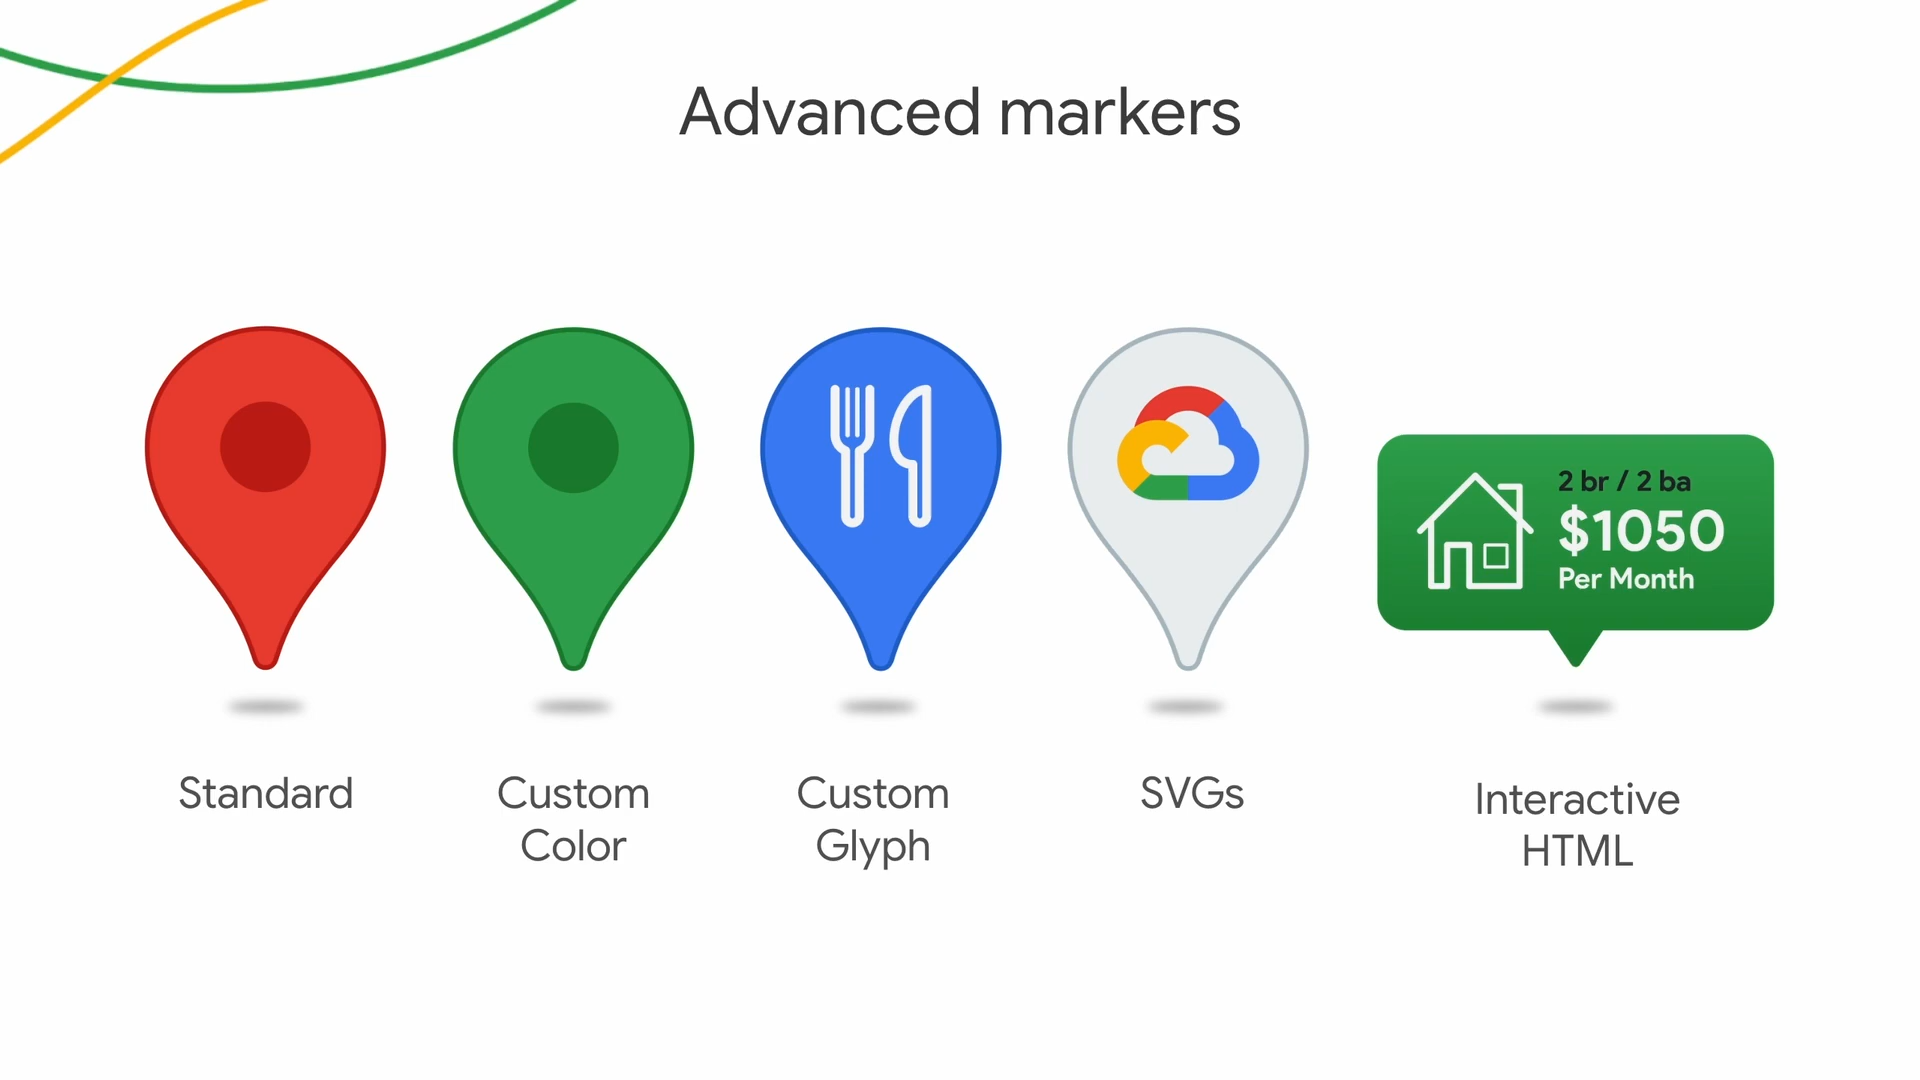 Advanced markers
2 br / 2 ba
$1050
Per Month
Standard
Custom
Color
Custom
Glyph
SVGs
Interactive
HTML